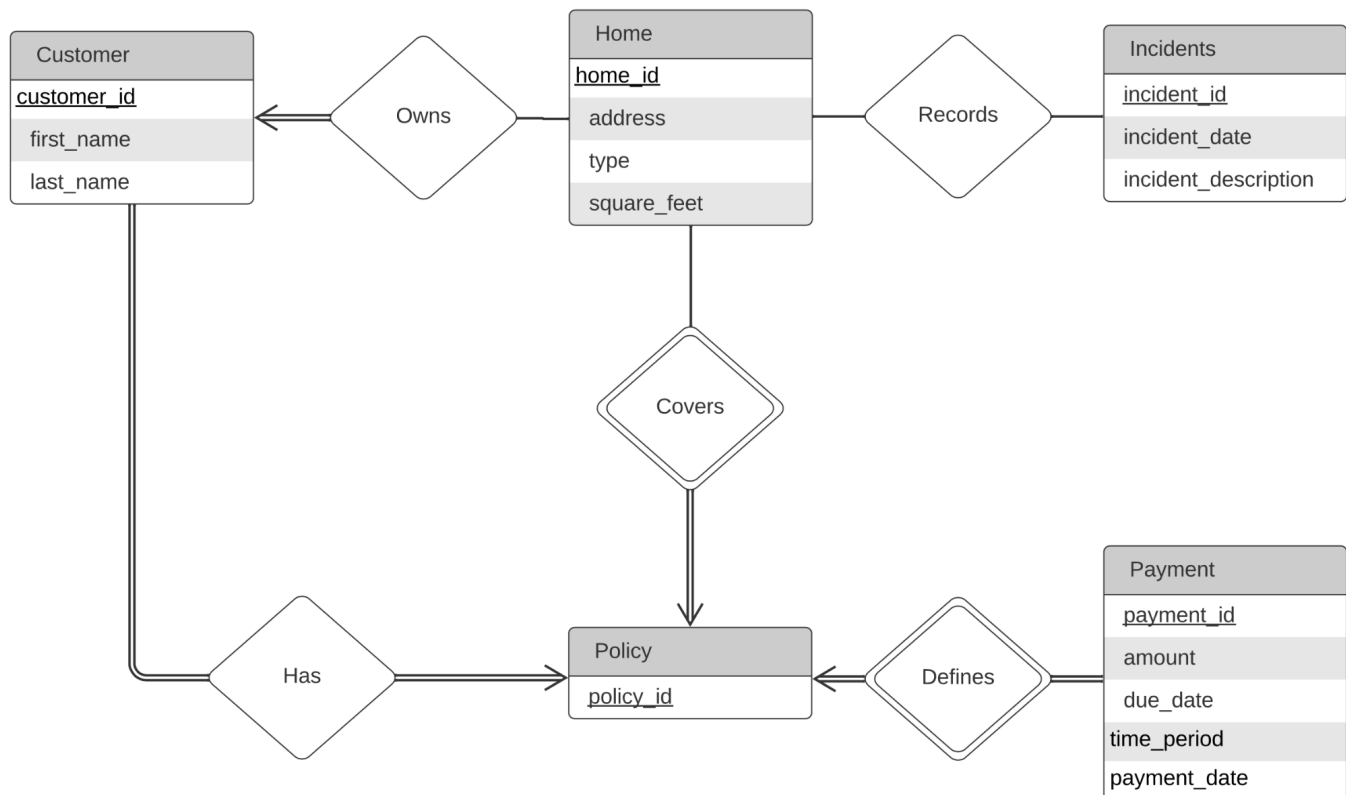 Customer
customer_id
first_name
last_name
Owns
Home
home_id
address
type
square_feet
Records
Incidents
incident_id
incident_date
incident_description
Covers
Has
Policy
policy_id
Defines
Payment
payment_id
amount
due_date
time_period
payment_date